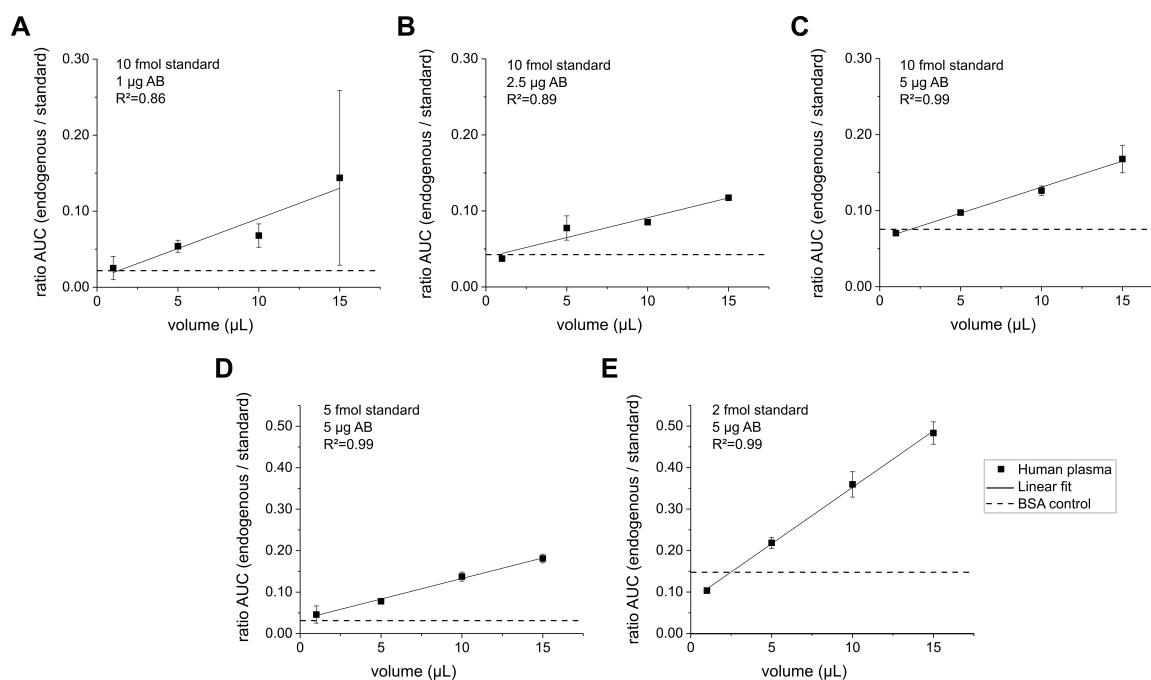 A
10 fmol standard
1 µg AB
R²=0.86
ratio AUC (endogenous / standard)
0.30
0.20
0.10
0.00
0
5
10
15
volume (µL)
B
10 fmol standard
2.5 µg AB
R²=0.89
ratio AUC (endogenous / standard)
0.30
0.20
0.10
0.00
0
5
10
15
volume (µL)
C
10 fmol standard
5 µg AB
R²=0.99
ratio AUC (endogenous / standard)
0.30
0.20
0.10
0.00
0
5
10
15
volume (µL)
D
5 fmol standard
5 µg AB
R²=0.99
ratio AUC (endogenous / standard)
0.50
0.40
0.30
0.20
0.10
0.00
0
5
10
15
volume (µL)
E
2 fmol standard
5 µg AB
R²=0.99
ratio AUC (endogenous / standard)
0.50
0.40
0.30
0.20
0.10
0.00
0
5
10
15
volume (µL)
Human plasma
Linear fit
BSA control